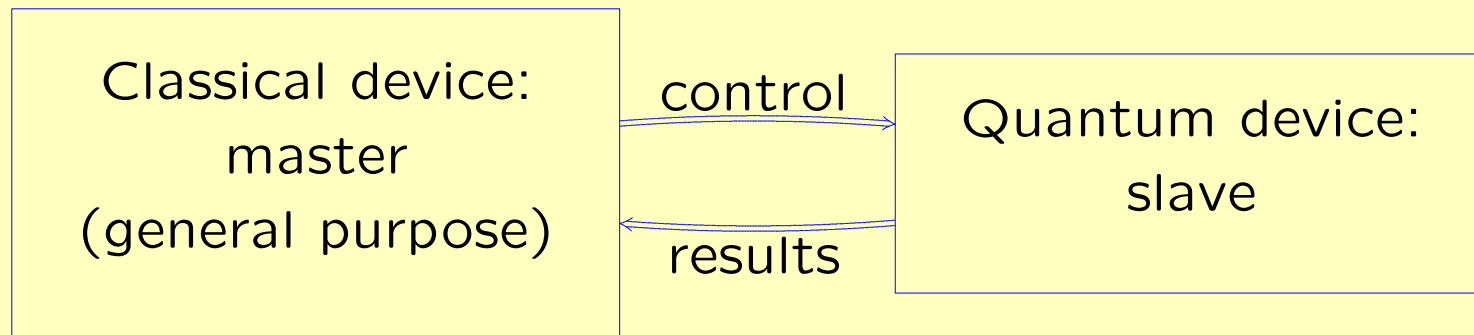 Classical device:
master
(general purpose)
control
results
Quantum device:
slave